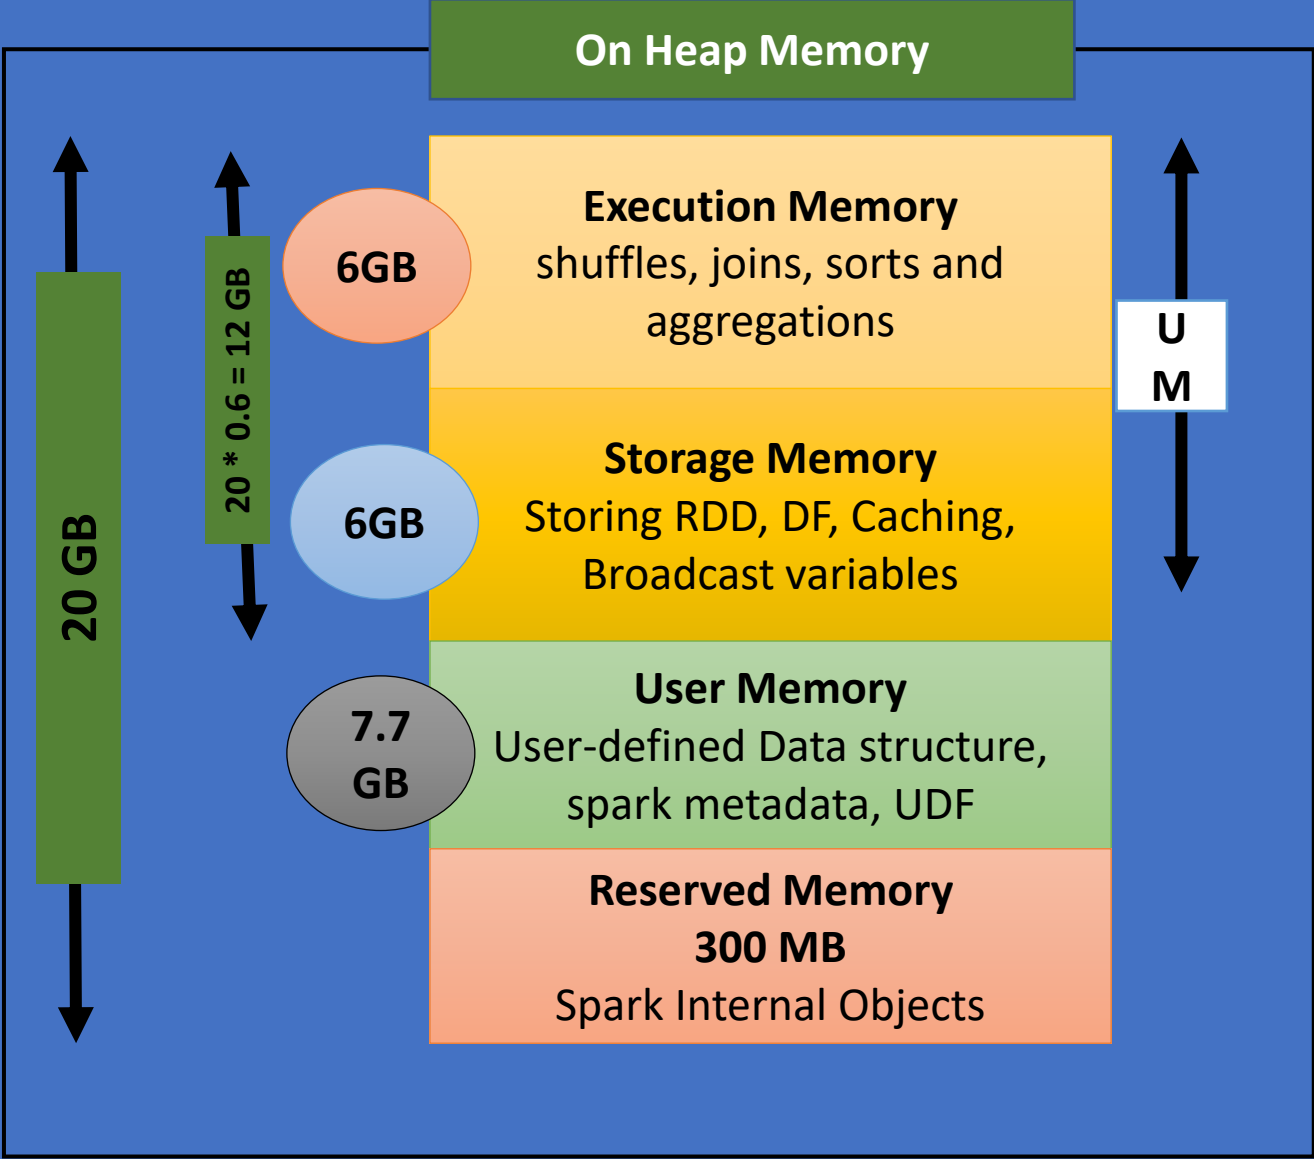 On Heap Memory
20 GB
20 * 0.6 = 12 GB
6GB
Execution Memory
shuffles, joins, sorts and
aggregations
U
M
6GB
Storage Memory
Storing RDD, DF, Caching,
Broadcast variables
7.7
GB
User Memory
User-defined Data structure,
spark metadata, UDF
Reserved Memory
300 MB
Spark Internal Objects